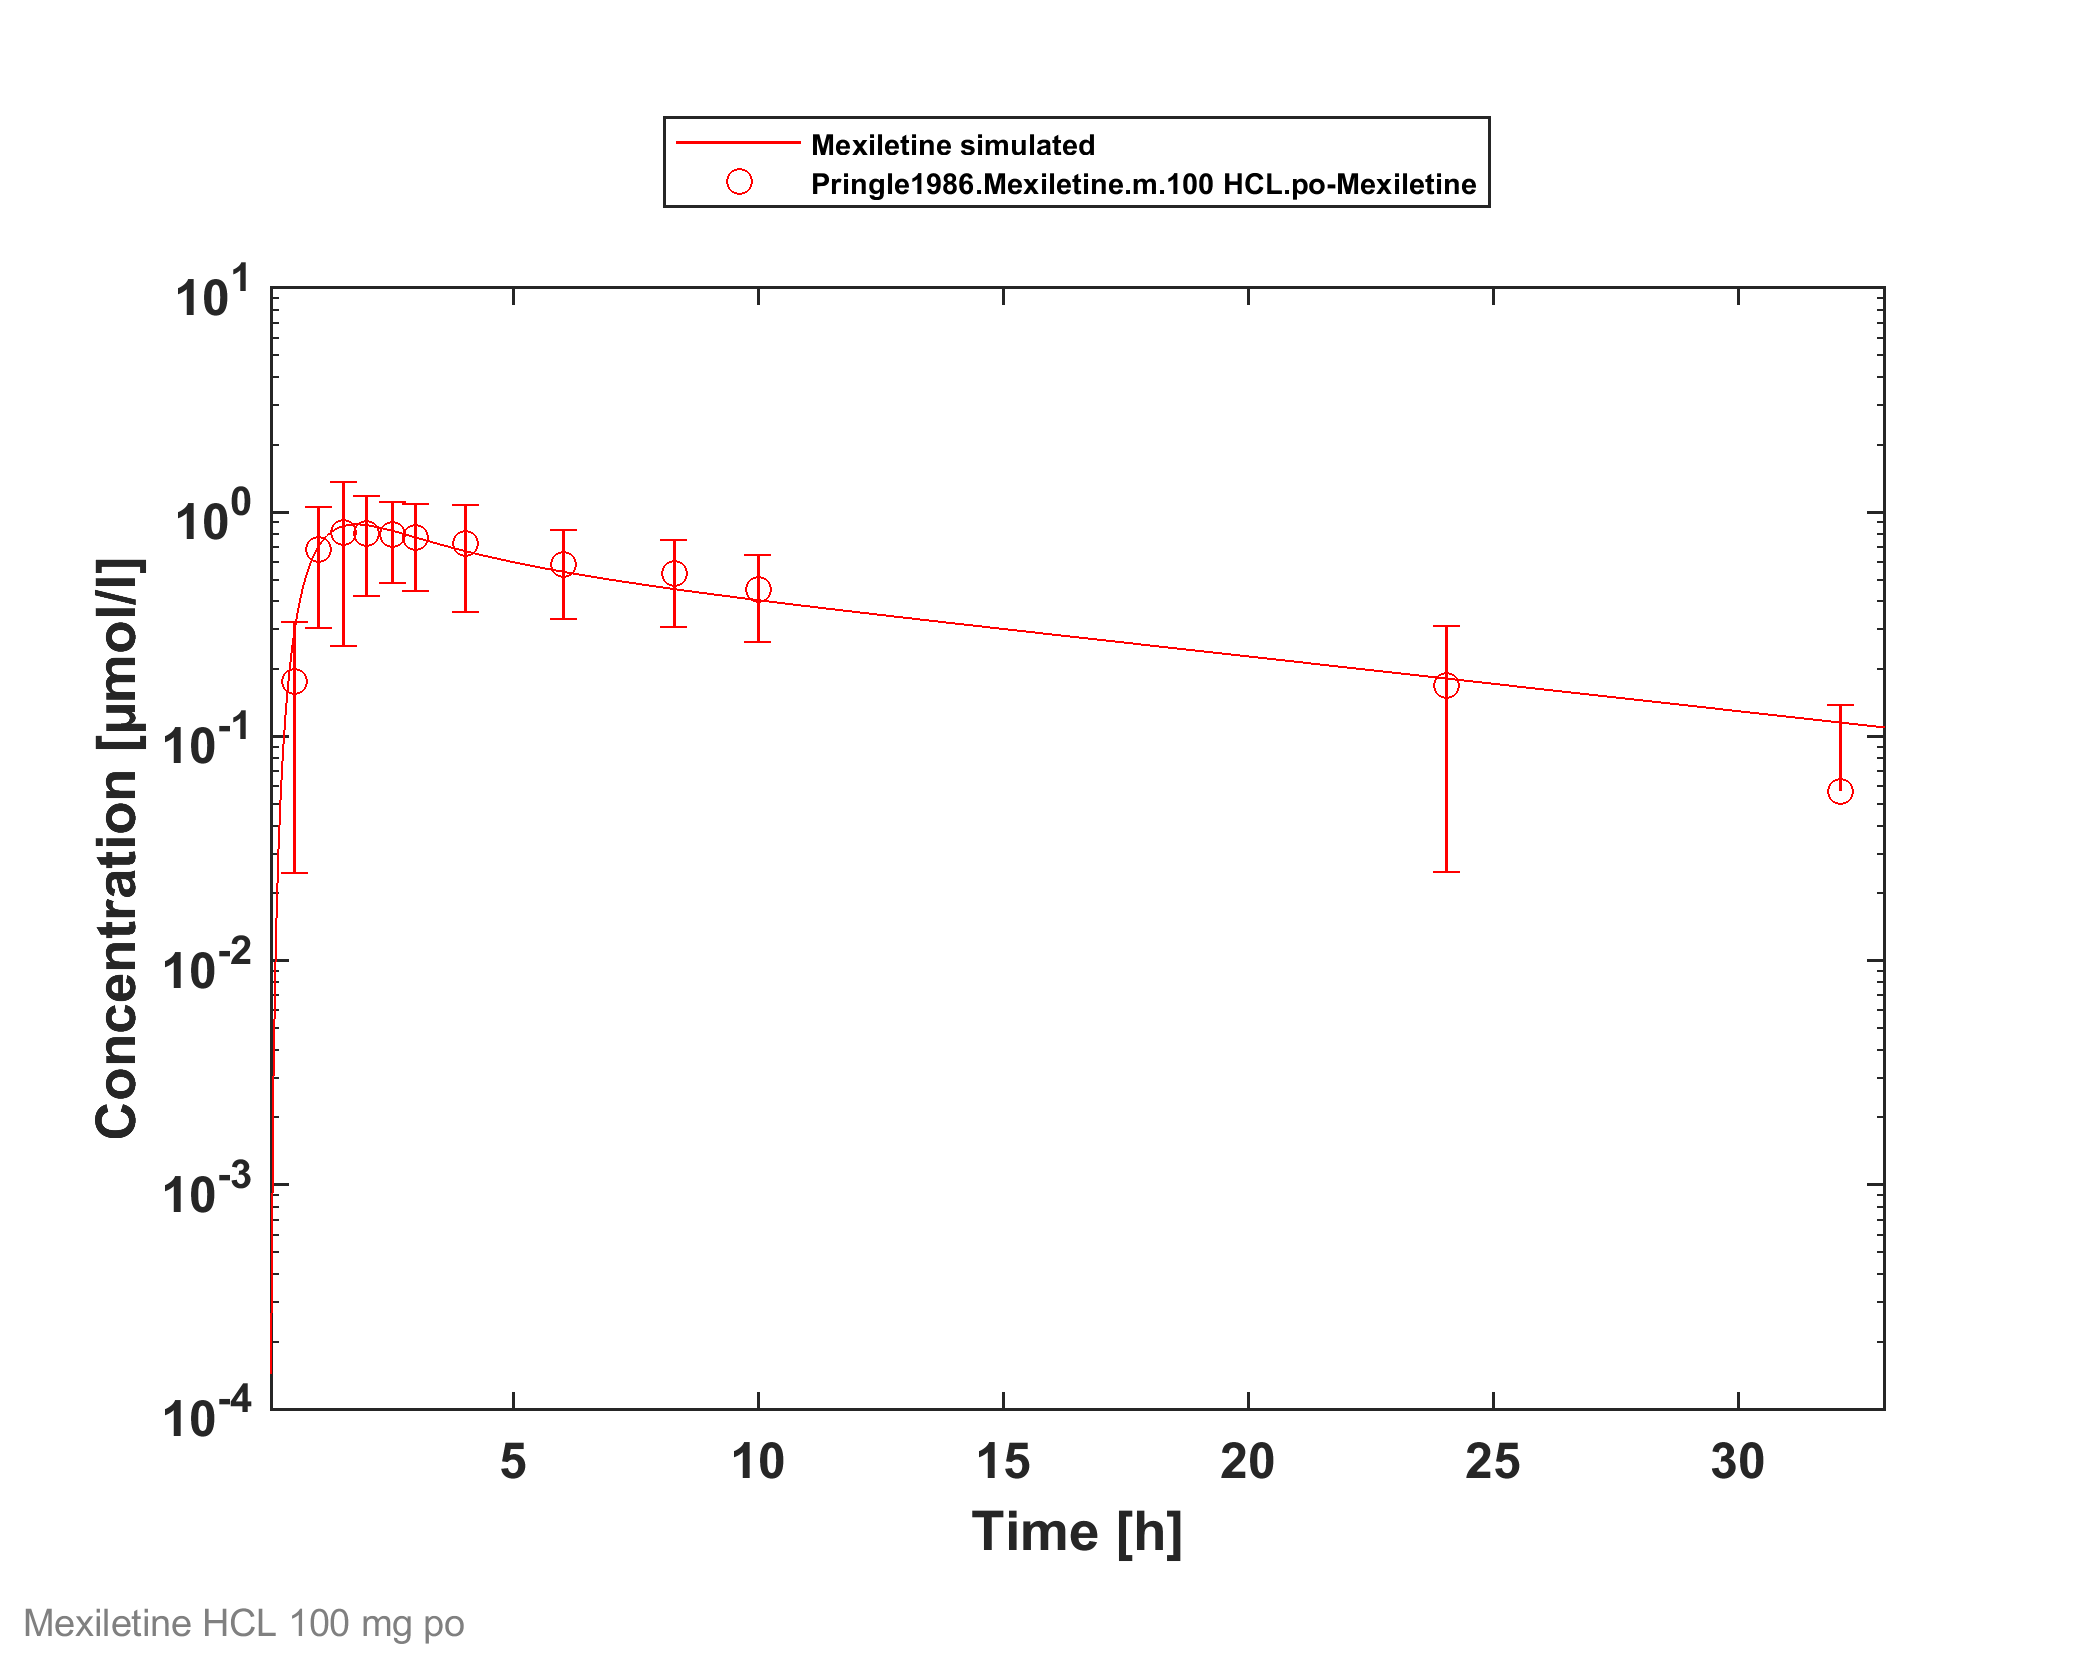 Mexiletine simulated
Pringle1986.Mexiletine.m.100 HCL.po-Mexiletine
10^1
10^0
10^-1
10^-2
10^-3
10^-4
Concentration [µmol/l]
5 10 15 20 25 30
Time [h]
Mexiletine HCL 100 mg po